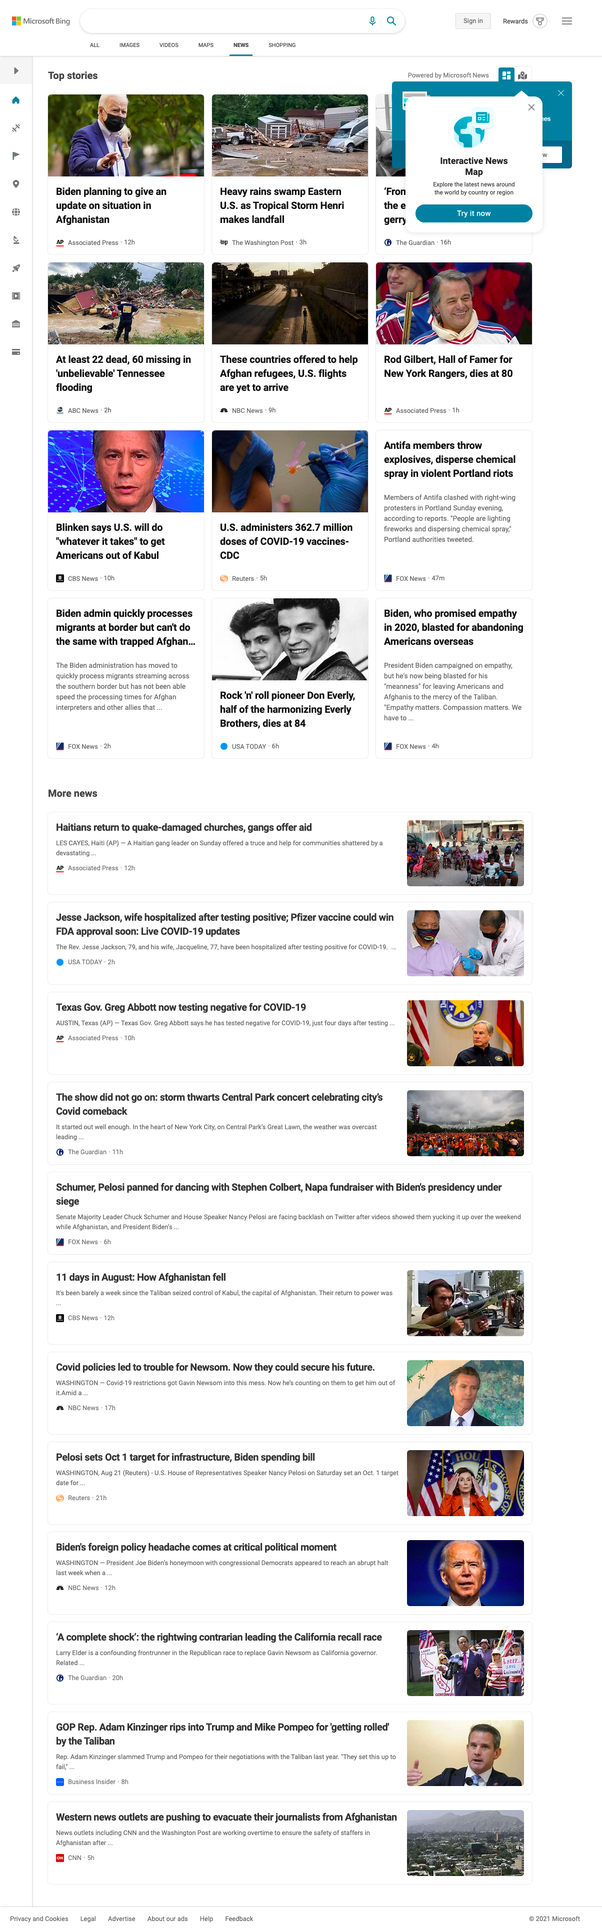 Microsoft Bing
Sign in
Rewards
ALL
IMAGES
VIDEOS
MAPS
NEWS
SHOPPING
Top stories
Powered by Microsoft News
Interactive News
Map
Explore the latest news around
the world by country or region
Try it now
Biden planning to give an
update on situation in
Afghanistan
AP Associated Press · 12h
Heavy rains swamp Eastern
U.S. as Tropical Storm Henri
makes landfall
wp The Washington Post · 3h
'Fron
the e
gerry
The Guardian · 16h
At least 22 dead, 60 missing in
'unbelievable' Tennessee
flooding
ABC News · 2h
These countries offered to help
Afghan refugees, U.S. flights
are yet to arrive
NBC News · 9h
Rod Gilbert, Hall of Famer for
New York Rangers, dies at 80
AP Associated Press · 1h
Blinken says U.S. will do
"whatever it takes" to get
Americans out of Kabul
CBS News · 10h
U.S. administers 362.7 million
doses of COVID-19 vaccines-
CDC
Reuters · 5h
Antifa members throw
explosives, disperse chemical
spray in violent Portland riots
Members of Antifa clashed with right-wing
protesters in Portland Sunday evening,
according to reports. "People are lighting
fireworks and dispersing chemical spray,"
Portland authorities tweeted.
FOX News · 47m
Biden admin quickly processes
migrants at border but can't do
the same with trapped Afghan...
The Biden administration has moved to
quickly process migrants streaming across
the southern border but has not been able
speed the processing times for Afghan
interpreters and other allies that ...
FOX News · 2h
Rock 'n' roll pioneer Don Everly,
half of the harmonizing Everly
Brothers, dies at 84
USA TODAY · 6h
Biden, who promised empathy
in 2020, blasted for abandoning
Americans overseas
President Biden campaigned on empathy,
but he's now being blasted for his
"meanness" for leaving Americans and
Afghans to the mercy of the Taliban.
"Empathy matters. Compassion matters. We
have to ...
FOX News · 4h
More news
Haitians return to quake-damaged churches, gangs offer aid
LES CAYES, Haiti (AP) — A Haitian gang leader on Sunday offered a truce and help for communities shattered by a
devastating ...
AP Associated Press · 12h
Jesse Jackson, wife hospitalized after testing positive; Pfizer vaccine could win
FDA approval soon: Live COVID-19 updates
The Rev. Jesse Jackson, 79, and his wife, Jacqueline, 77, have been hospitalized after testing positive for COVID-19. ...
USA TODAY · 2h
Texas Gov. Greg Abbott now testing negative for COVID-19
AUSTIN, Texas (AP) — Texas Gov. Greg Abbott says he has tested negative for COVID-19, just four days after testing ...
AP Associated Press · 10h
The show did not go on: storm thwarts Central Park concert celebrating city's
Covid comeback
It started out well enough. In the heart of New York City, on Central Park's Great Lawn, the weather was overcast
leading ...
The Guardian · 11h
Schumer, Pelosi panned for dancing with Stephen Colbert, Napa fundraiser with Biden's presidency under
siege
Senate Majority Leader Chuck Schumer and House Speaker Nancy Pelosi are facing backlash on Twitter after videos showed them yucking it up over the weekend
while Afghanistan, and President Biden's ...
FOX News · 6h
11 days in August: How Afghanistan fell
It's been barely a week since the Taliban seized control of Kabul, the capital of Afghanistan. Their return to power was
...
CBS News · 12h
Covid policies led to trouble for Newsom. Now they could secure his future.
WASHINGTON — Covid-19 restrictions got Gavin Newsom into this mess. Now he's counting on them to get him out of
it.Amid a ...
NBC News · 17h
Pelosi sets Oct 1 target for infrastructure, Biden spending bill
WASHINGTON, Aug 21 (Reuters) - U.S. House of Representatives Speaker Nancy Pelosi on Saturday set an Oct. 1 target
date for ...
Reuters · 21h
Biden's foreign policy headache comes at critical political moment
WASHINGTON — President Joe Biden's honeymoon with congressional Democrats appeared to reach an abrupt halt
last week when a ...
NBC News · 12h
'A complete shock': the rightwing contrarian leading the California recall race
Larry Elder is a confounding frontrunner in the Republican race to replace Gavin Newsom as California governor.
Related ...
The Guardian · 20h
GOP Rep. Adam Kinzinger rips into Trump and Mike Pompeo for 'getting rolled'
by the Taliban
Rep. Adam Kinzinger slammed Trump and Pompeo for their negotiations with the Taliban last year. "They set this up to
fail," ...
Business Insider · 8h
Western news outlets are pushing to evacuate their journalists from Afghanistan
News outlets including CNN and the Washington Post are working overtime to ensure the safety of staffers in
Afghanistan after ...
CNN CNN · 5h
Privacy and Cookies
Legal
Advertise
About our ads
Help
Feedback
© 2021 Microsoft